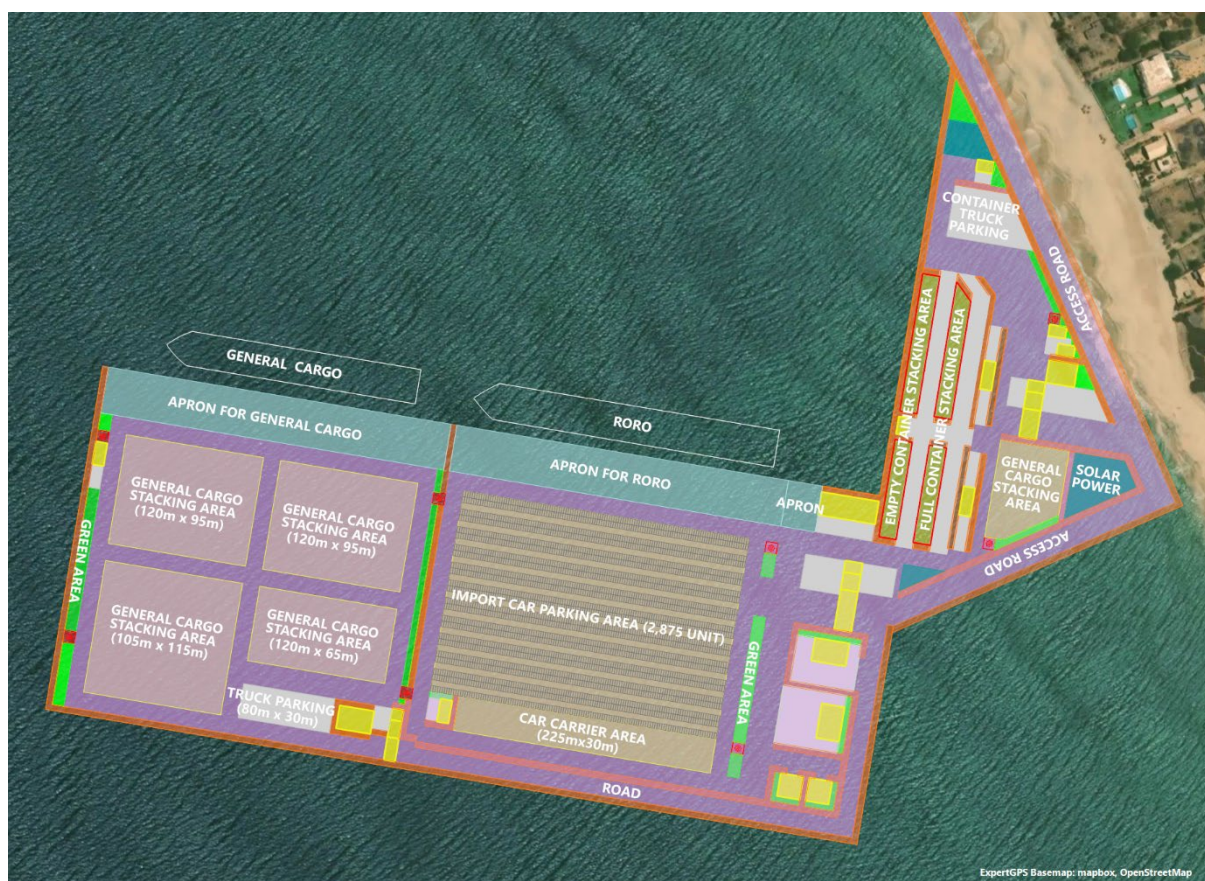 CONTAINER
TRUCK
PARKING
ACCESS ROAD
EMPTY CONTAINER STACKING AREA
FULL CONTAINER STACKING AREA
GENERAL CARGO
RORO
APRON FOR GENERAL CARGO
APRON FOR RORO
APRON
GENERAL
CARGO
STACKING
AREA
SOLAR
POWER
ACCESS ROAD
GENERAL CARGO
STACKING AREA
(120m x 95m)
GENERAL CARGO
STACKING AREA
(120m x 95m)
GREEN AREA
GENERAL CARGO
STACKING AREA
(105m x 115m)
GENERAL CARGO
STACKING AREA
(120m x 65m)
IMPORT CAR PARKING AREA (2,875 UNIT)
GREEN AREA
TRUCK PARKING
(80m x 30m)
CAR CARRIER AREA
(225mx30m)
ROAD
ExpertGPS Basemap: mapbox, OpenStreetMap